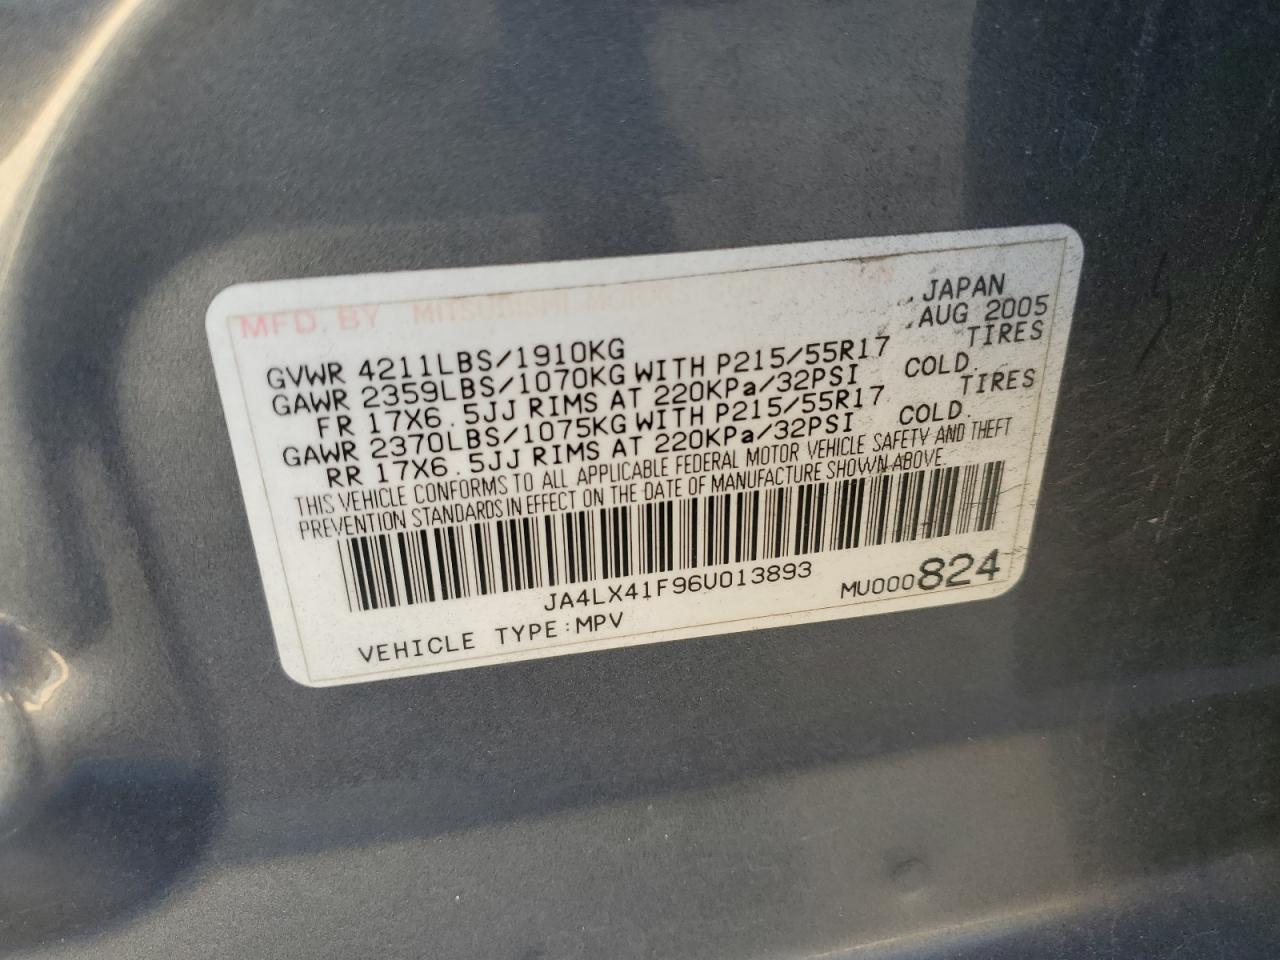 MFD. BY MITSUBISHI MOTORS
JAPAN
AUG 2005
GVWR 4211LBS/1910KG
GAWR 2359LBS/1070KG WITH P215/55R17 TIRES
FR 17X6.5JJ RIMS AT 220KPa/32PSI COLD.
GAWR 2370LBS/1075KG WITH P215/55R17 TIRES
RR 17X6.5JJ RIMS AT 220KPa/32PSI COLD.
THIS VEHICLE CONFORMS TO ALL APPLICABLE FEDERAL MOTOR VEHICLE SAFETY AND THEFT
PREVENTION STANDARDS IN EFFECT ON THE DATE OF MANUFACTURE SHOWN ABOVE.
JA4LX41F96U013893
MU000824
VEHICLE TYPE:MPV